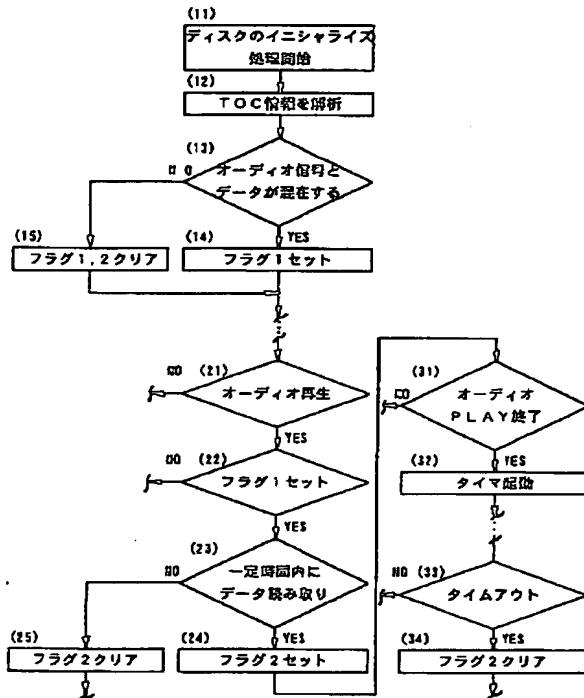 (11)
ディスクのイニシャライズ
処理開始
(12)
TOC情報を解析
(13)
NO
オーディオ信号と
データが混在する
(15)
(14)
YES
フラグ1,2クリア
フラグ1セット
NO
(21)
オーディオ再生
YES
NO
(22)
フラグ1セット
YES
(23)
NO
一定時間内に
データ読み取り
(25)
(24)
YES
フラグ2クリア
フラグ2セット
(31)
NO
オーディオ
PLAY終了
(32)
YES
タイマ起動
NO
(33)
タイムアウト
(34)
YES
フラグ2クリア